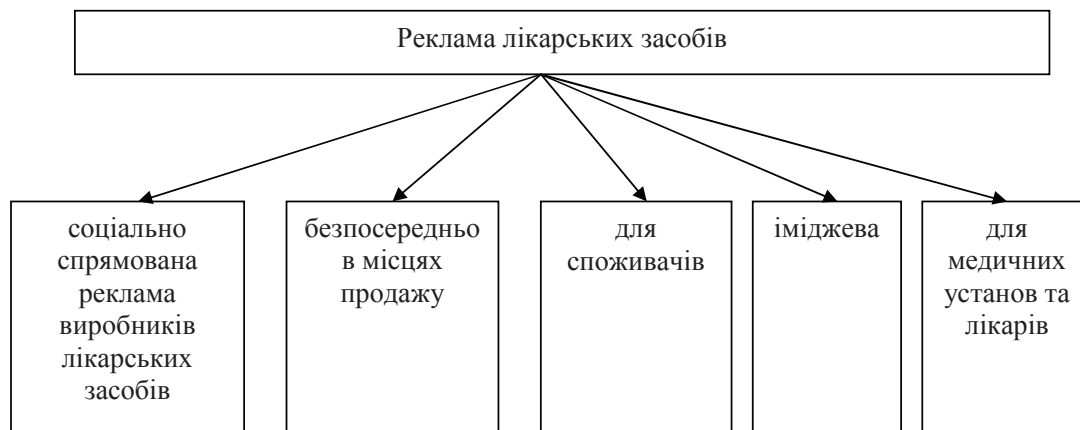 Реклама лікарських засобів
соціально
спрямована
реклама
виробників
лікарських
засобів
безпосередньо
в місцях
продажу
для
споживачів
іміджева
для
медичних
установ та
лікарів